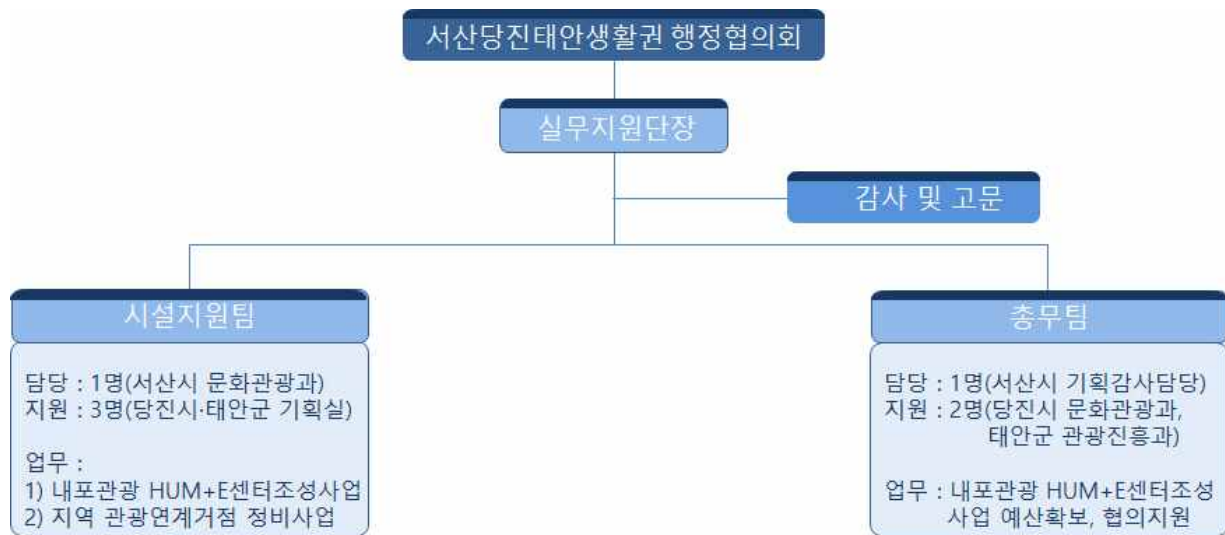 서산당진태안생활권 행정협의회
실무지원단장
감사 및 고문
시설지원팀
담당 : 1명(서산시 문화관광과)
지원 : 3명(당진시·태안군 기획실)
업무 :
1) 내포관광 HUM+E센터조성사업
2) 지역 관광연계거점 정비사업
총무팀
담당 : 1명(서산시 기획감사담당)
지원 : 2명(당진시 문화관광과,
태안군 관광진흥과)
업무 : 내포관광 HUM+E센터조성
사업 예산확보, 협의지원